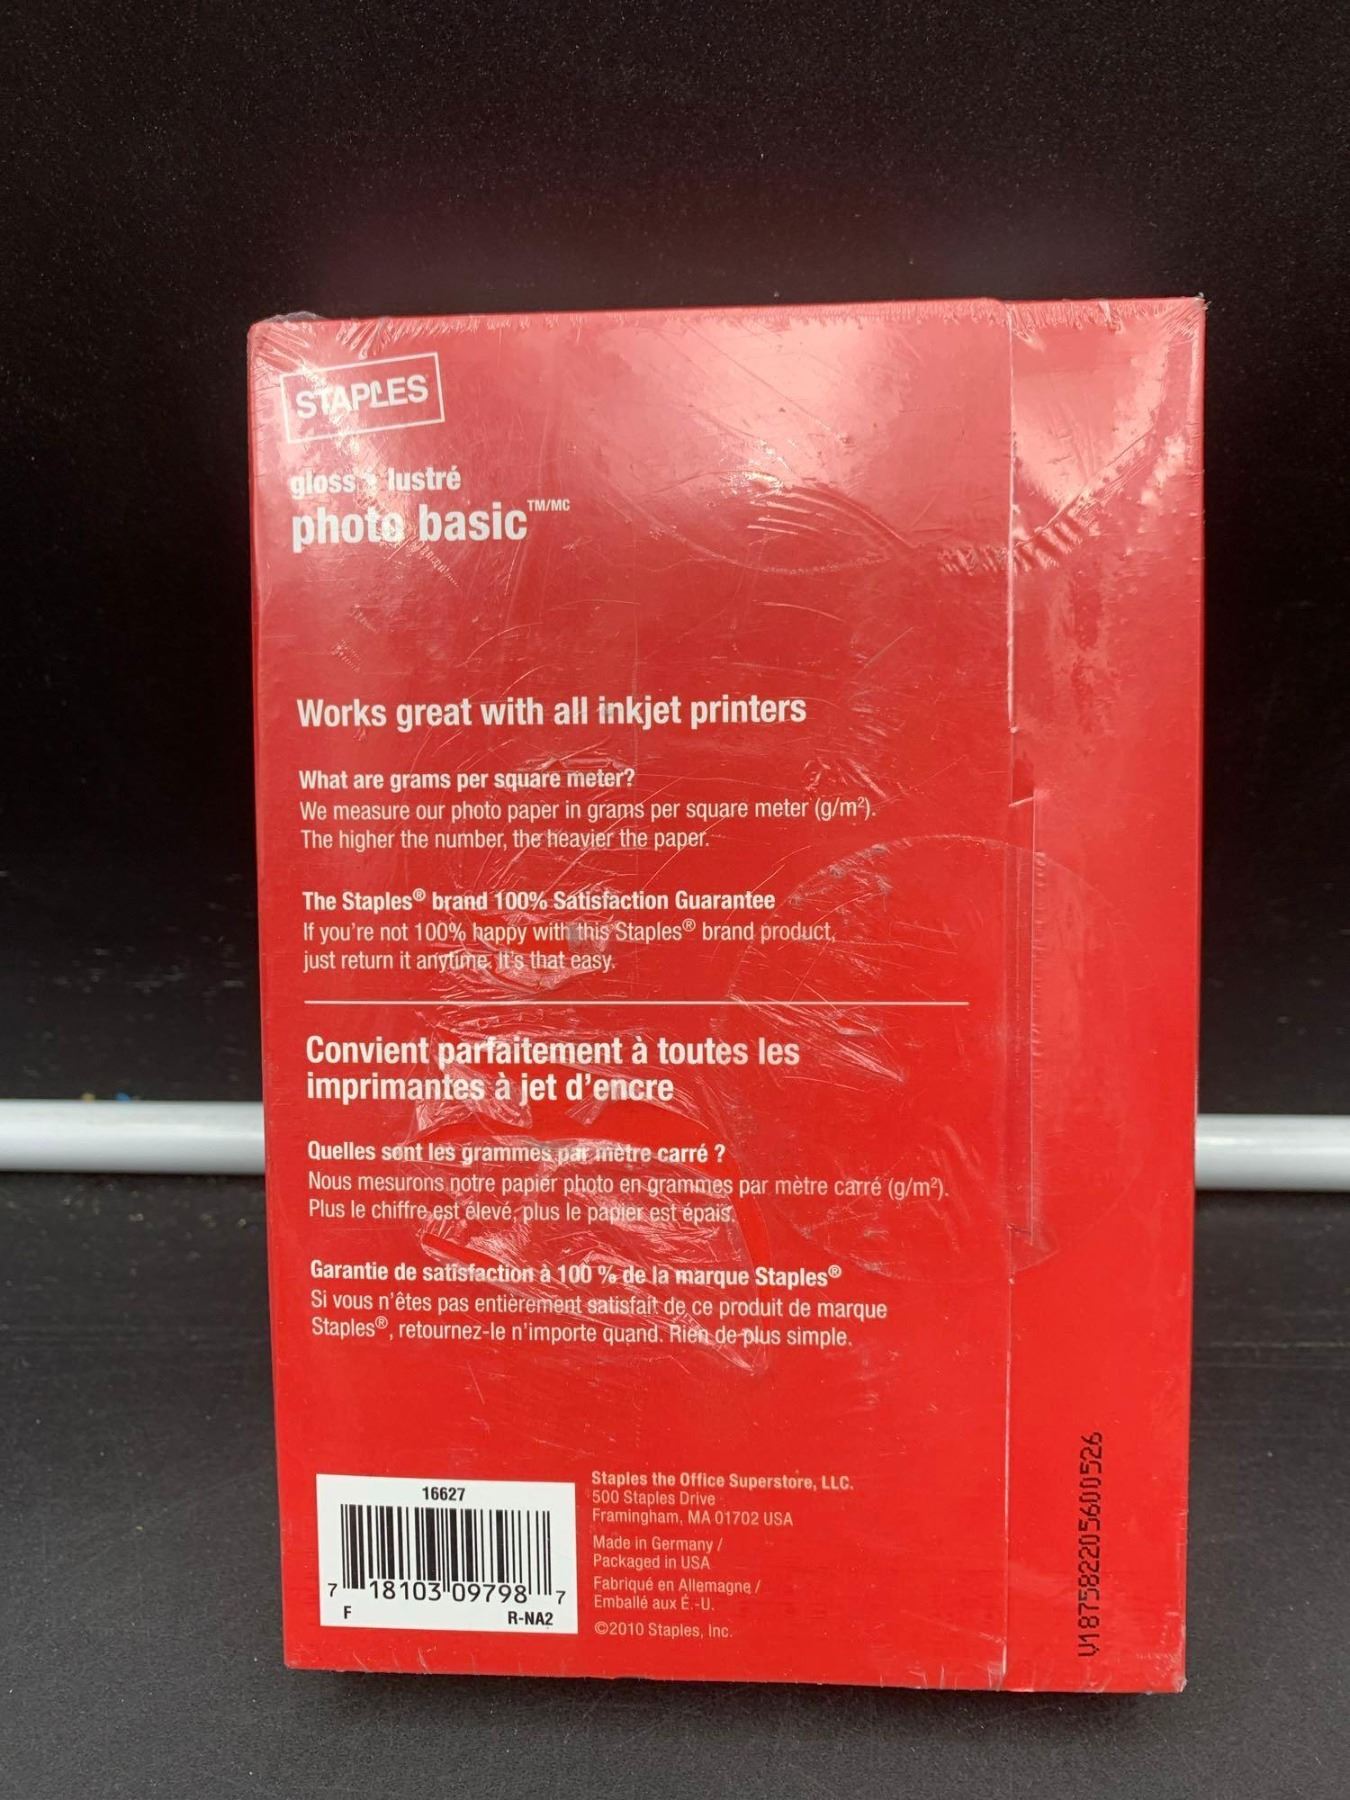 STAPLES
gloss • lustré
photo basic™/MC
Works great with all inkjet printers
What are grams per square meter?
We measure our photo paper in grams per square meter (g/m²).
The higher the number, the heavier the paper.
The Staples® brand 100% Satisfaction Guarantee
If you're not 100% happy with this Staples® brand product,
just return it anytime. It's that easy.
Convient parfaitement à toutes les
imprimantes à jet d'encre
Quelles sont les grammes par mètre carré ?
Nous mesurons notre papier photo en grammes par mètre carré (g/m²).
Plus le chiffre est élevé, plus le papier est épais.
Garantie de satisfaction à 100 % de la marque Staples®
Si vous n'êtes pas entièrement satisfait de ce produit de marque
Staples®, retournez-le n'importe quand. Rien de plus simple.
16627
7 18103 09798 7
F R-NA2
Staples the Office Superstore, LLC.
500 Staples Drive
Framingham, MA 01702 USA
Made in Germany /
Packaged in USA
Fabriqué en Allemagne /
Emballé aux É.-U.
©2010 Staples, Inc.
V187582205600526